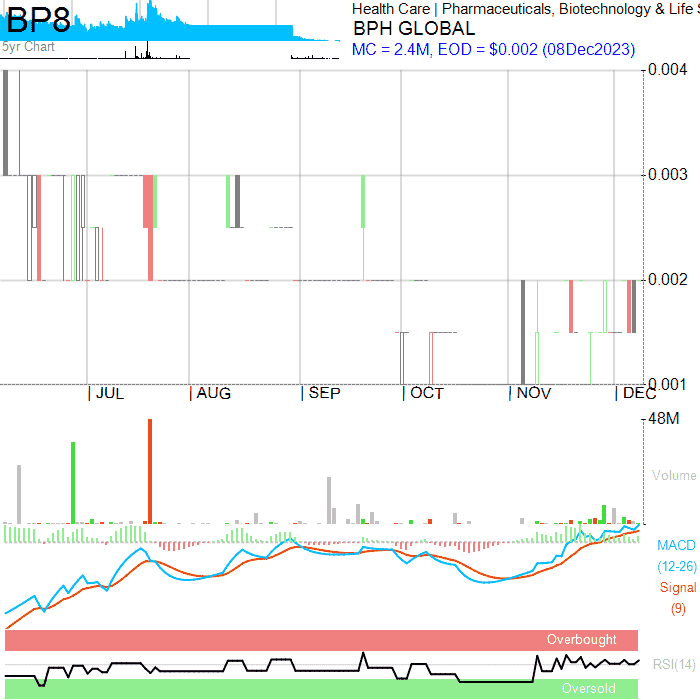 BP8
5yr Chart
Health Care | Pharmaceuticals, Biotechnology & Life S
BPH GLOBAL
MC = 2.4M, EOD = $0.002 (08Dec2023)
0.004
0.003
0.002
0.001
JUL
AUG
SEP
OCT
NOV
DEC
48M
Volume
MACD
(12-26)
Signal
(9)
Overbought
RSI(14)
Oversold